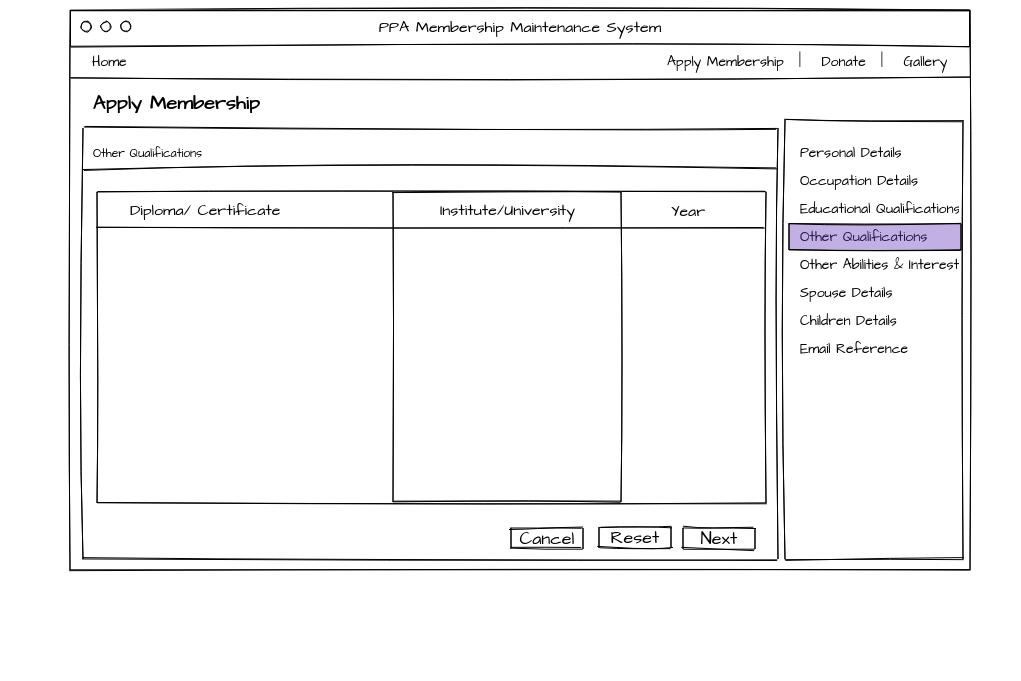 PPA Membership Maintenance System
Home
Apply Membership
Donate
Gallery
Apply Membership
Other Qualifications
Diploma/ Certificate
Institute/University
Year
Cancel
Reset
Next
Personal Details
Occupation Details
Educational Qualifications
Other Qualifications
Other Abilities & Interest
Spouse Details
Children Details
Email Reference